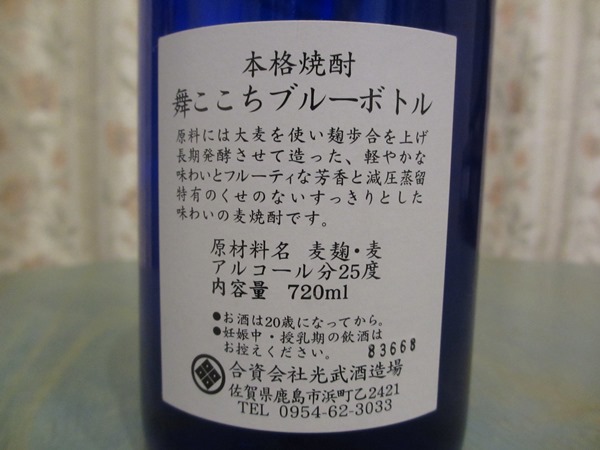 本格焼酎
舞ここちブルーボトル
原料には大麦を使い麹歩合を上げ
長期発酵させて造った、軽やかな
味わいとフルーティな芳香と減圧蒸留
特有のくせのないすっきりとした
味わいの麦焼酎です。
原材料名 麦麹・麦
アルコール分25度
内容量 720ml
●お酒は20歳になってから。
●妊娠中・授乳期の飲酒は
お控えください。 83668
合資会社光武酒造場
佐賀県鹿島市浜町乙2421
TEL 0954-62-3033